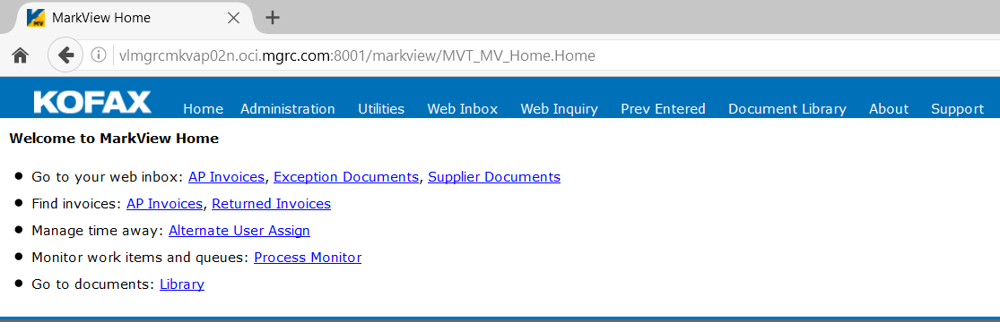 MarkView Home
vlmgrcmkvap02n.oci.mgrc.com:8001/markview/MVT_MV_Home.Home
KOFAX Home Administration Utilities Web Inbox Web Inquiry Prev Entered Document Library About Support
Welcome to MarkView Home
Go to your web inbox: AP Invoices, Exception Documents, Supplier Documents
Find invoices: AP Invoices, Returned Invoices
Manage time away: Alternate User Assign
Monitor work items and queues: Process Monitor
Go to documents: Library